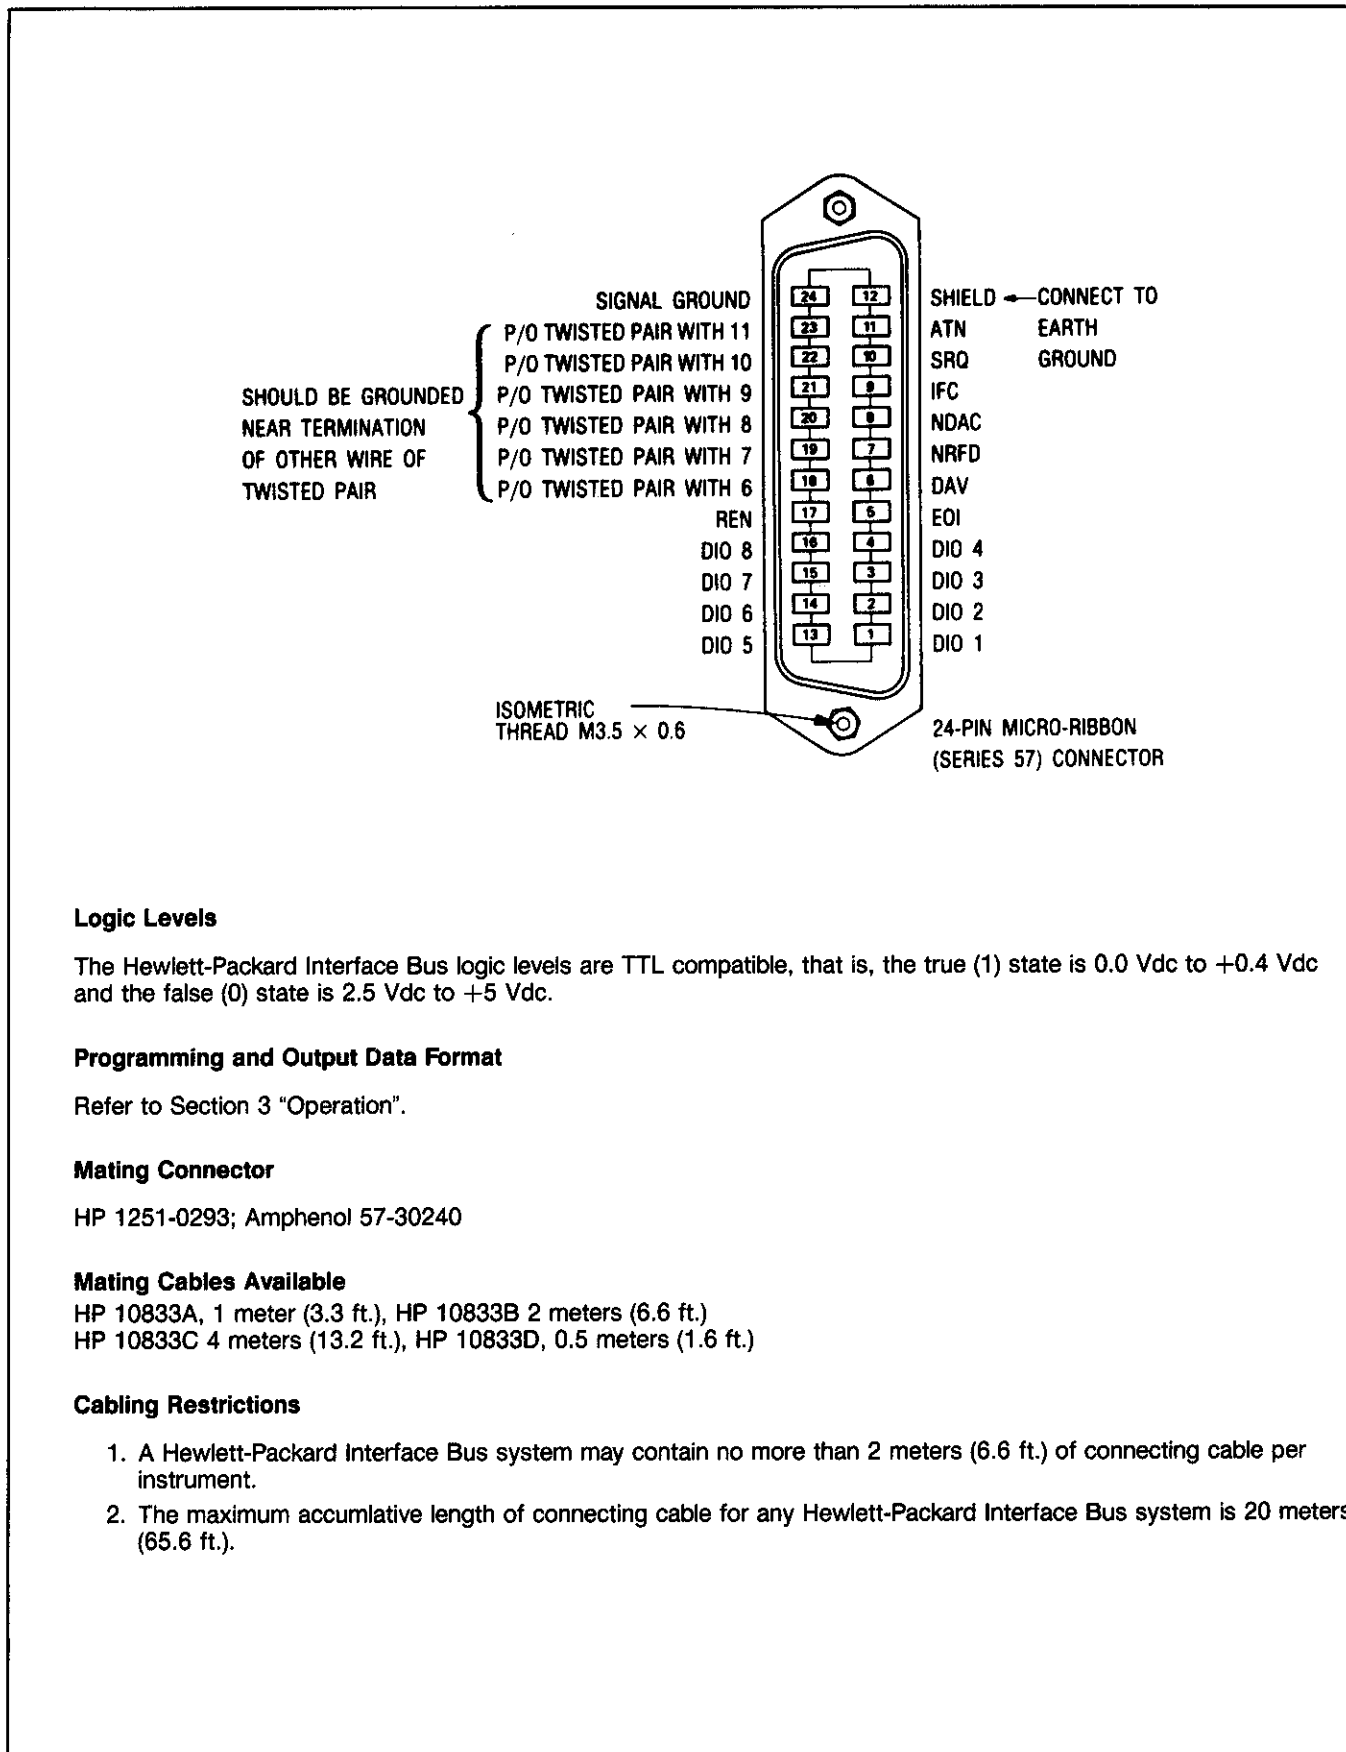 SIGNAL GROUND 24 12 SHIELD ← CONNECT TO
P/O TWISTED PAIR WITH 11 23 11 ATN EARTH
P/O TWISTED PAIR WITH 10 22 10 SRQ GROUND
SHOULD BE GROUNDED P/O TWISTED PAIR WITH 9 21 9 IFC
NEAR TERMINATION P/O TWISTED PAIR WITH 8 20 8 NDAC
OF OTHER WIRE OF P/O TWISTED PAIR WITH 7 19 7 NRFD
TWISTED PAIR P/O TWISTED PAIR WITH 6 18 6 DAV
REN 17 5 EOI
DIO 8 16 4 DIO 4
DIO 7 15 3 DIO 3
DIO 6 14 2 DIO 2
DIO 5 13 1 DIO 1
ISOMETRIC
THREAD M3.5 × 0.6
24-PIN MICRO-RIBBON
(SERIES 57) CONNECTOR
Logic Levels
The Hewlett-Packard Interface Bus logic levels are TTL compatible, that is, the true (1) state is 0.0 Vdc to +0.4 Vdc
and the false (0) state is 2.5 Vdc to +5 Vdc.
Programming and Output Data Format
Refer to Section 3 "Operation".
Mating Connector
HP 1251-0293; Amphenol 57-30240
Mating Cables Available
HP 10833A, 1 meter (3.3 ft.), HP 10833B 2 meters (6.6 ft.)
HP 10833C 4 meters (13.2 ft.), HP 10833D, 0.5 meters (1.6 ft.)
Cabling Restrictions
1. A Hewlett-Packard Interface Bus system may contain no more than 2 meters (6.6 ft.) of connecting cable per
instrument.
2. The maximum accumlative length of connecting cable for any Hewlett-Packard Interface Bus system is 20 meters
(65.6 ft.).